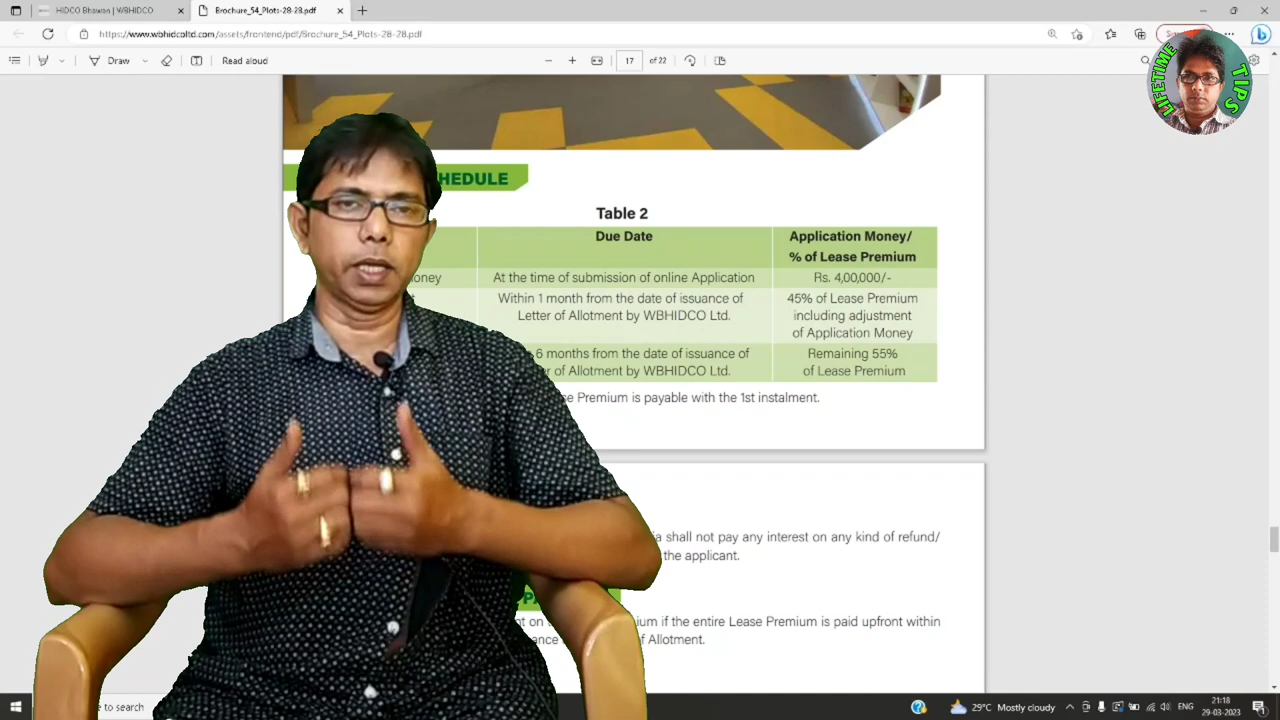 HIDCO Bhawan | WBHIDCO
Brochure_54_Plots-28-28.pdf
https://www.wbhidcoltd.com/assets/frontend/pdf/Brochure_54_Plots-28-28.pdf
Draw
Read aloud
17 of 22
LIFETIME TIPS
HEDULE
Table 2
Due Date
Application Money/
% of Lease Premium
oney
At the time of submission of online Application
Rs. 4,00,000/-
Within 1 month from the date of issuance of
Letter of Allotment by WBHIDCO Ltd.
45% of Lease Premium
including adjustment
of Application Money
6 months from the date of issuance of
of Allotment by WBHIDCO Ltd.
Remaining 55%
of Lease Premium
se Premium is payable with the 1st instalment.
a shall not pay any interest on any kind of refund/
the applicant.
nt on ium if the entire Lease Premium is paid upfront within
ance of Allotment.
e to search
29°C Mostly cloudy
ENG
21:18
29-03-2023